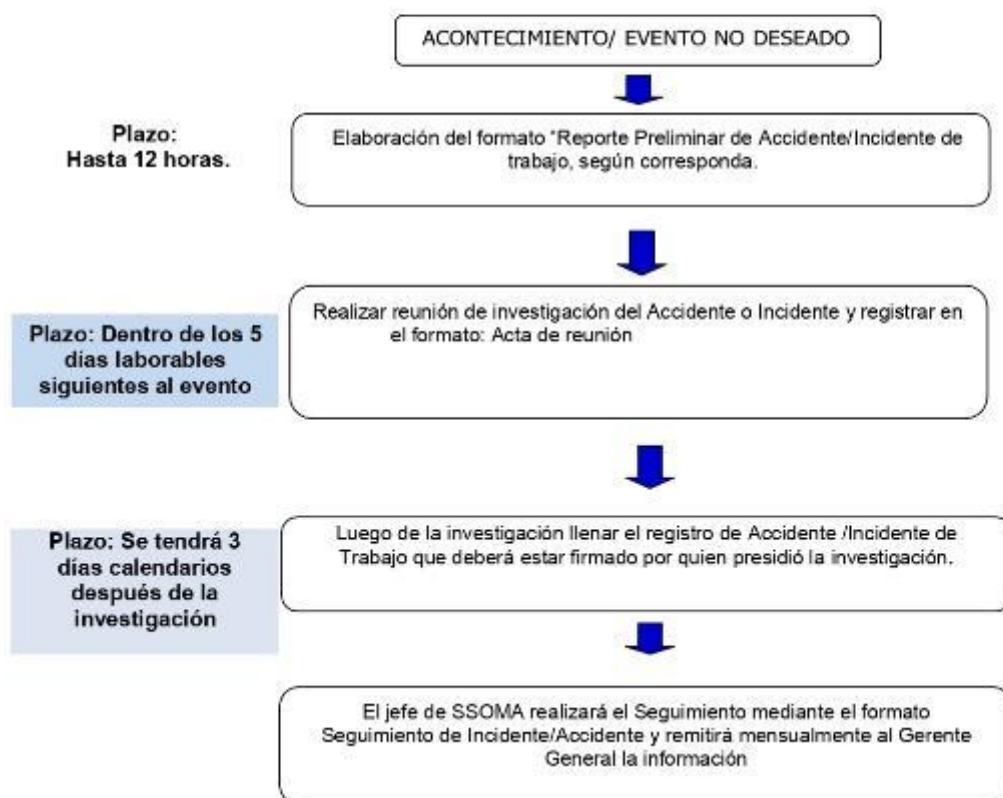 ACONTECIMIENTO/ EVENTO NO DESEADO
Plazo:
Hasta 12 horas.
Elaboración del formato "Reporte Preliminar de Accidente/Incidente de
trabajo, según corresponda.
Plazo: Dentro de los 5
días laborables
siguientes al evento
Realizar reunión de investigación del Accidente o Incidente y registrar en
el formato: Acta de reunión
Plazo: Se tendrá 3
días calendarios
después de la
investigación
Luego de la investigación llenar el registro de Accidente /Incidente de
Trabajo que deberá estar firmado por quien presidió la investigación.
El jefe de SSOMA realizará el Seguimiento mediante el formato
Seguimiento de Incidente/Accidente y remitirá mensualmente al Gerente
General la información